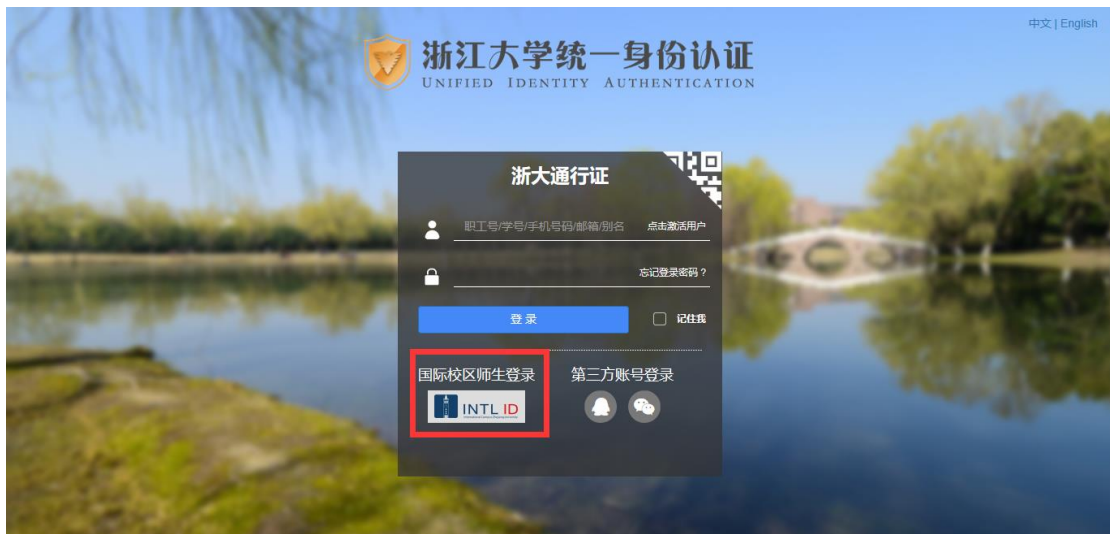 中文 | English
浙江大学统一身份认证
UNIFIED IDENTITY AUTHENTICATION
浙大通行证
职工号/学号/手机号码/邮箱/别名 点击激活用户
忘记登录密码？
登 录 记住我
国际校区师生登录 第三方账号登录
INTL ID